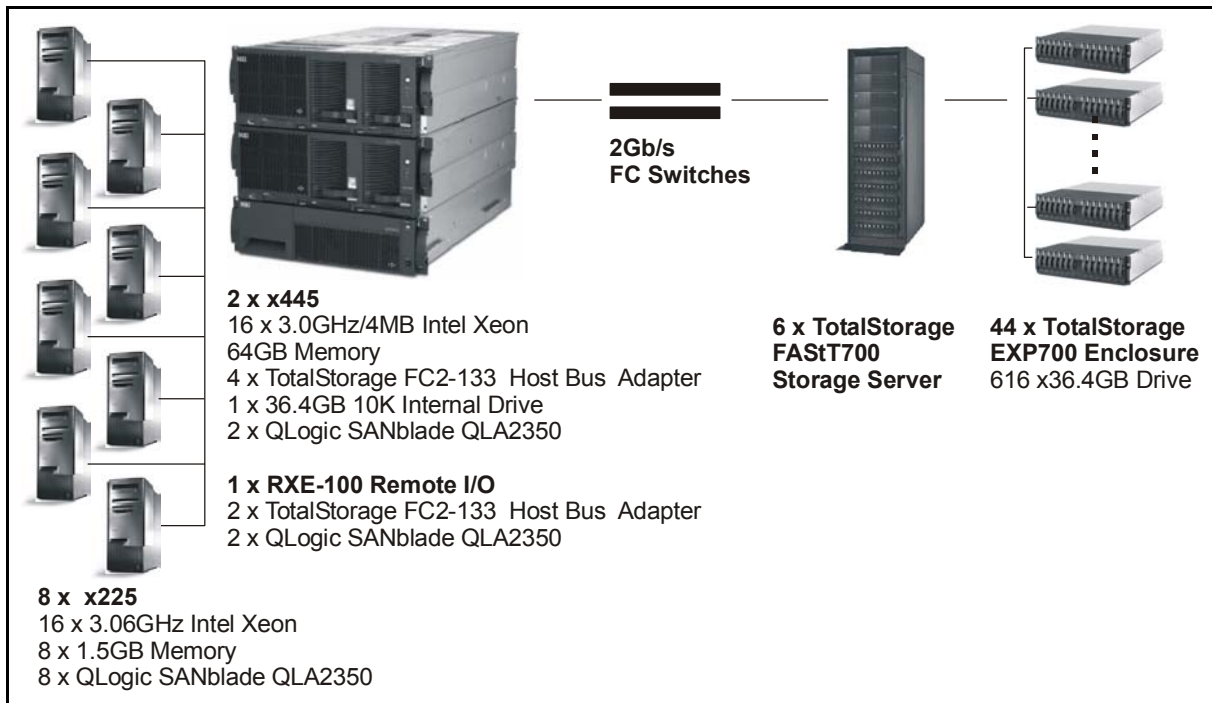 2Gb/s
FC Switches
2 x x445
16 x 3.0GHz/4MB Intel Xeon
64GB Memory
4 x TotalStorage FC2-133 Host Bus Adapter
1 x 36.4GB 10K Internal Drive
2 x QLogic SANblade QLA2350
1 x RXE-100 Remote I/O
2 x TotalStorage FC2-133 Host Bus Adapter
2 x QLogic SANblade QLA2350
6 x TotalStorage
FAStT700
Storage Server
44 x TotalStorage
EXP700 Enclosure
616 x36.4GB Drive
8 x x225
16 x 3.06GHz Intel Xeon
8 x 1.5GB Memory
8 x QLogic SANblade QLA2350